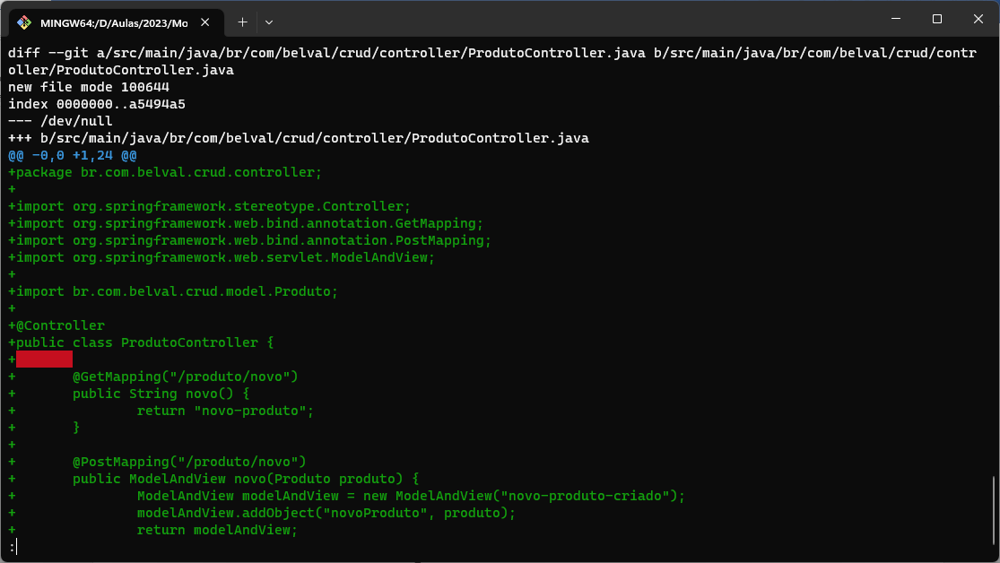 MINGW64:/D/Aulas/2023/Mo
diff --git a/src/main/java/br/com/belval/crud/controller/ProdutoController.java b/src/main/java/br/com/belval/crud/contr
oller/ProdutoController.java
new file mode 100644
index 0000000..a5494a5
--- /dev/null
+++ b/src/main/java/br/com/belval/crud/controller/ProdutoController.java
@@ -0,0 +1,24 @@
+package br.com.belval.crud.controller;
+
+import org.springframework.stereotype.Controller;
+import org.springframework.web.bind.annotation.GetMapping;
+import org.springframework.web.bind.annotation.PostMapping;
+import org.springframework.web.servlet.ModelAndView;
+
+import br.com.belval.crud.model.Produto;
+
+@Controller
+public class ProdutoController {
+
+       @GetMapping("/produto/novo")
+       public String novo() {
+               return "novo-produto";
+       }
+
+       @PostMapping("/produto/novo")
+       public ModelAndView novo(Produto produto) {
+               ModelAndView modelAndView = new ModelAndView("novo-produto-criado");
+               modelAndView.addObject("novoProduto", produto);
+               return modelAndView;
: